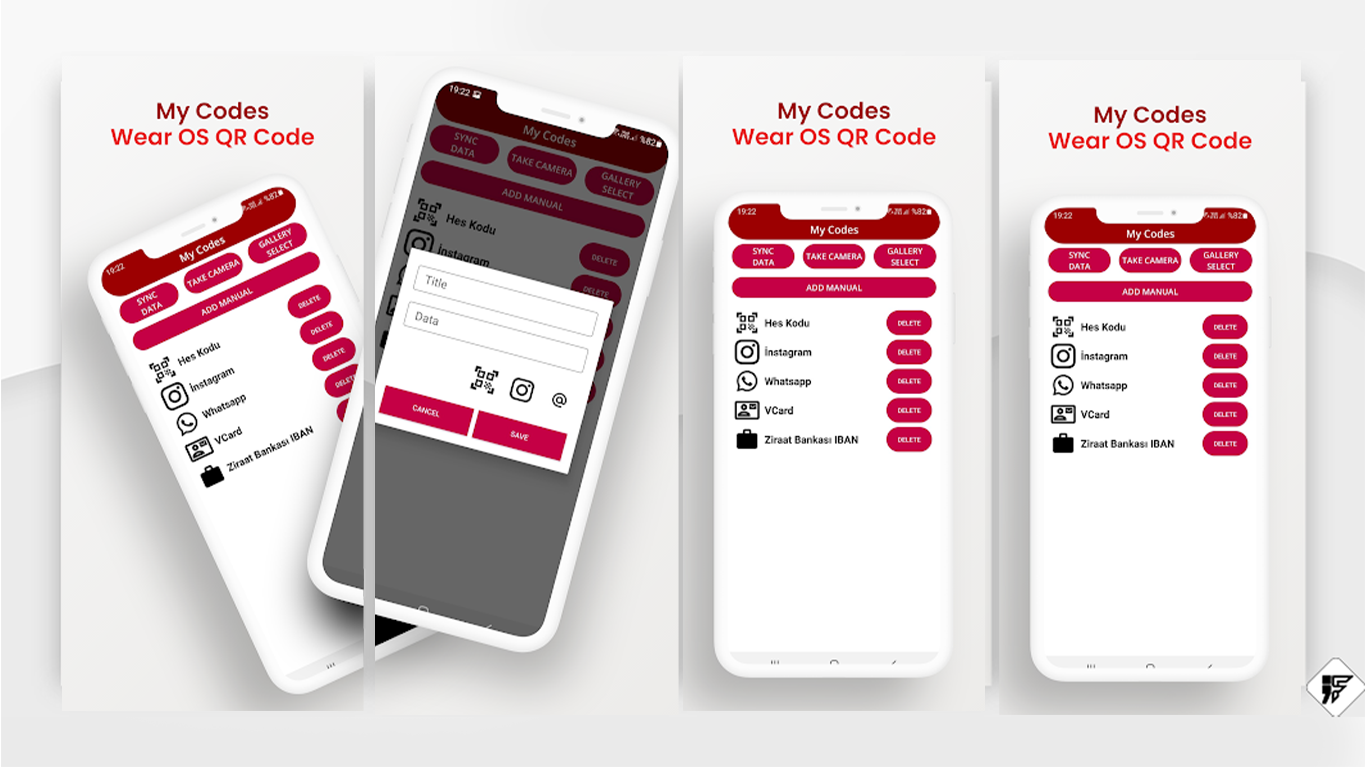 My Codes
Wear OS QR Code
19:22
%82
My Codes
SYNC
DATA
TAKE CAMERA
GALLERY
SELECT
ADD MANUAL
Hes Kodu
DELETE
İnstagram
DELETE
Whatsapp
DELETE
VCard
DELETE
Ziraat Bankası IBAN
19:22
%82
My Codes
SYNC
DATA
TAKE CAMERA
GALLERY
SELECT
ADD MANUAL
Hes Kodu
DELETE
İnstagram
DELETE
Title
Data
CANCEL
SAVE
My Codes
Wear OS QR Code
19:22
%82
My Codes
SYNC
DATA
TAKE CAMERA
GALLERY
SELECT
ADD MANUAL
Hes Kodu
DELETE
İnstagram
DELETE
Whatsapp
DELETE
VCard
DELETE
Ziraat Bankası IBAN
DELETE
My Codes
Wear OS QR Code
19:22
%82
My Codes
SYNC
DATA
TAKE CAMERA
GALLERY
SELECT
ADD MANUAL
Hes Kodu
DELETE
İnstagram
DELETE
Whatsapp
DELETE
VCard
DELETE
Ziraat Bankası IBAN
DELETE